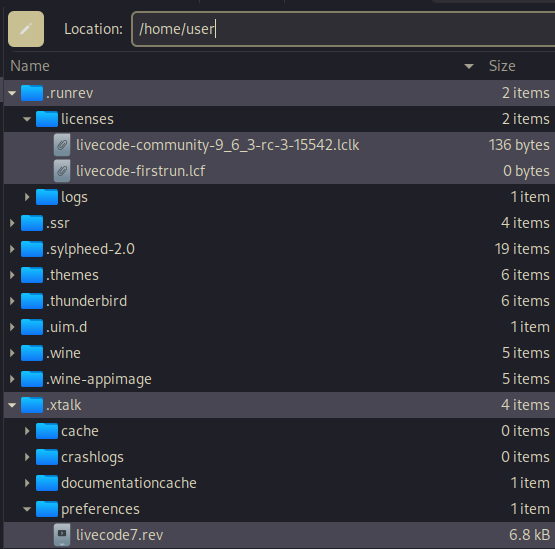 Location: /home/user
Name Size
.runrev 2 items
licenses 2 items
livecode-community-9_6_3-rc-3-15542.lclk 136 bytes
livecode-firstrun.lcf 0 bytes
logs 1 item
.ssr 4 items
.sylpheed-2.0 19 items
.themes 6 items
.thunderbird 6 items
.uim.d 1 item
.wine 5 items
.wine-appimage 5 items
.xtalk 4 items
cache 0 items
crashlogs 0 items
documentationcache 1 item
preferences 1 item
livecode7.rev 6.8 kB